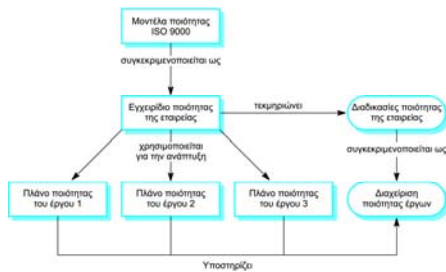 Μοντέλα ποιότητας
ISO 9000
συγκεκριμενοποιείται ως
Εγχειρίδιο ποιότητας
της εταιρείας
τεκμηριώνει
Διαδικασίες ποιότητας
της εταιρείας
χρησιμοποιείται
για την ανάπτυξη
συγκεκριμενοποιείται ως
Πλάνο ποιότητας
του έργου 1
Πλάνο ποιότητας
του έργου 2
Πλάνο ποιότητας
του έργου 3
Διαχείριση
ποιότητας έργων
Υποστηρίζει